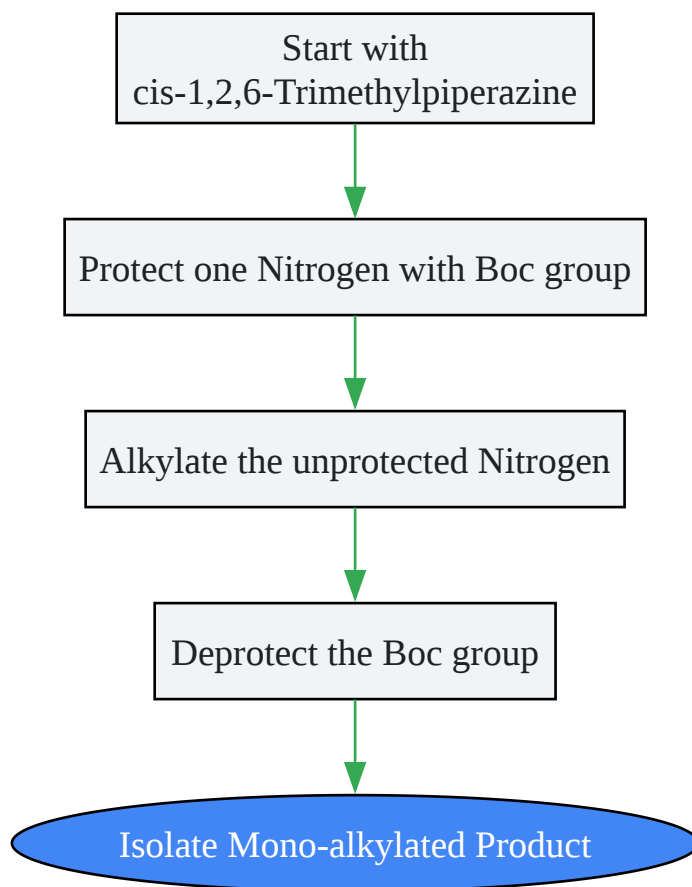 Start with
cis-1,2,6-Trimethylpiperazine
Protect one Nitrogen with Boc group
Alkylate the unprotected Nitrogen
Deprotect the Boc group
Isolate Mono-alkylated Product